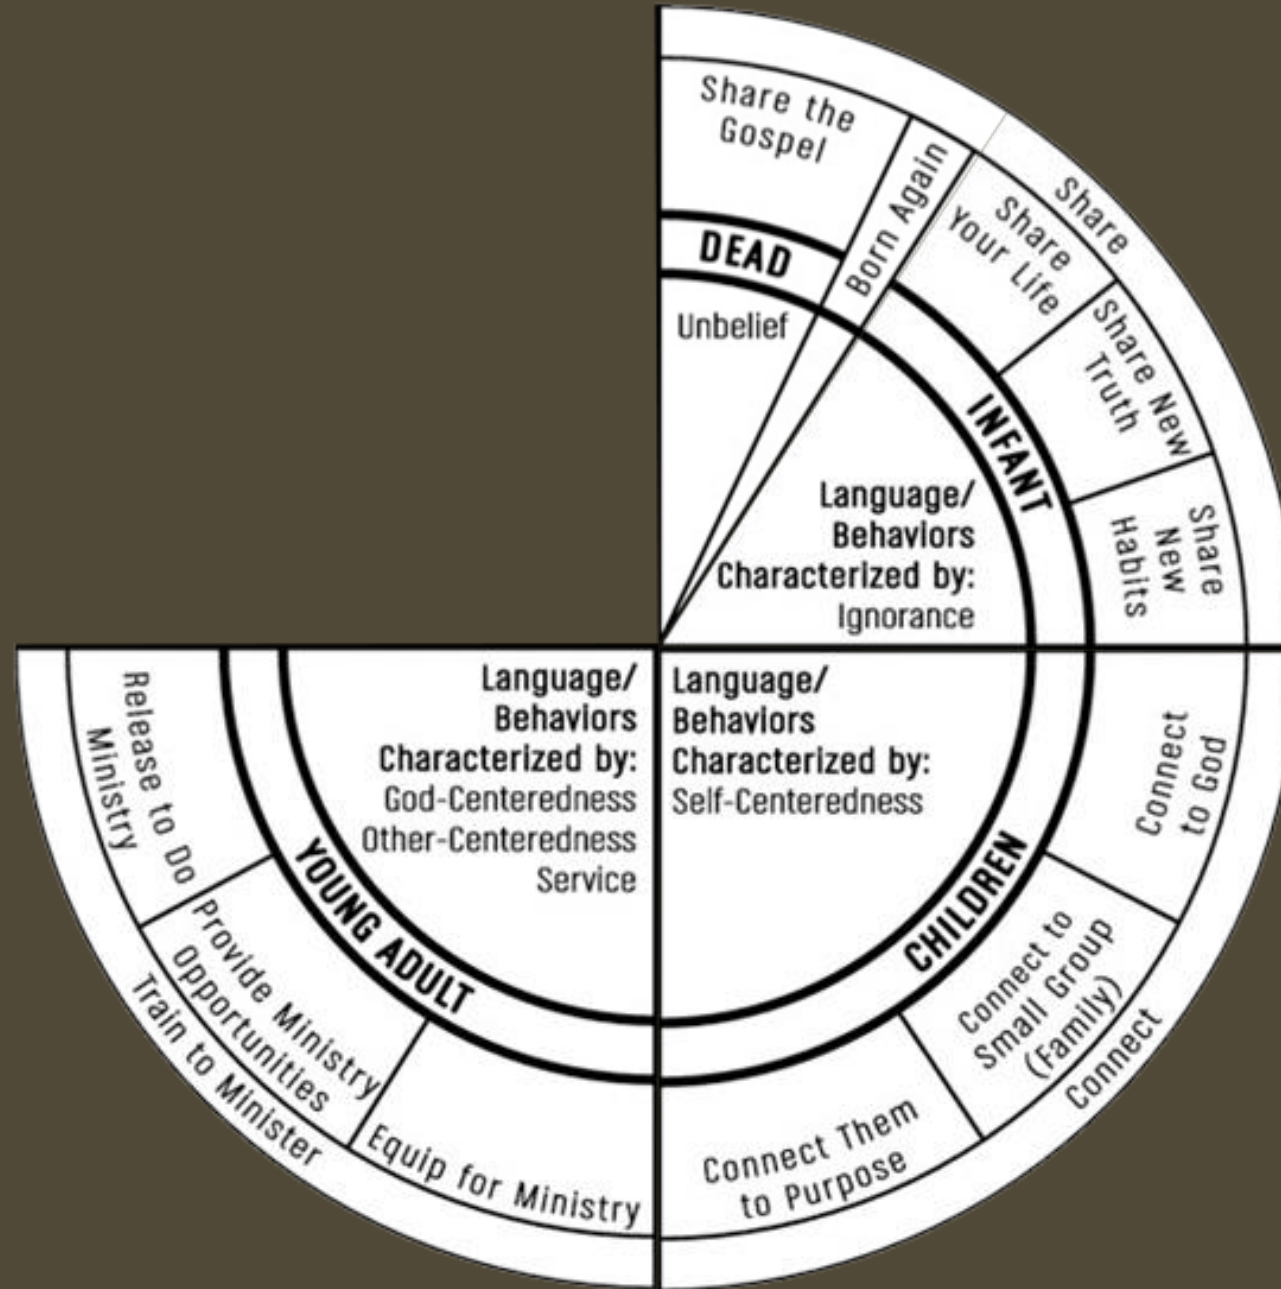 Share the
Gospel
DEAD
Unbelief
Born Again
Share
Share
Your Life
Share New
Truth
Share
New
Habits
INFANT
Language/
Behaviors
Characterized by:
Ignorance
Connect
to God
Connect to
Small Group
(Family)
Connect
Connect Them
to Purpose
CHILDREN
Language/
Behaviors
Characterized by:
Self-Centeredness
Equip for Ministry
Provide Ministry
Opportunities
Release to Do
Ministry
Train to Minister
YOUNG ADULT
Language/
Behaviors
Characterized by:
God-Centeredness
Other-Centeredness
Service